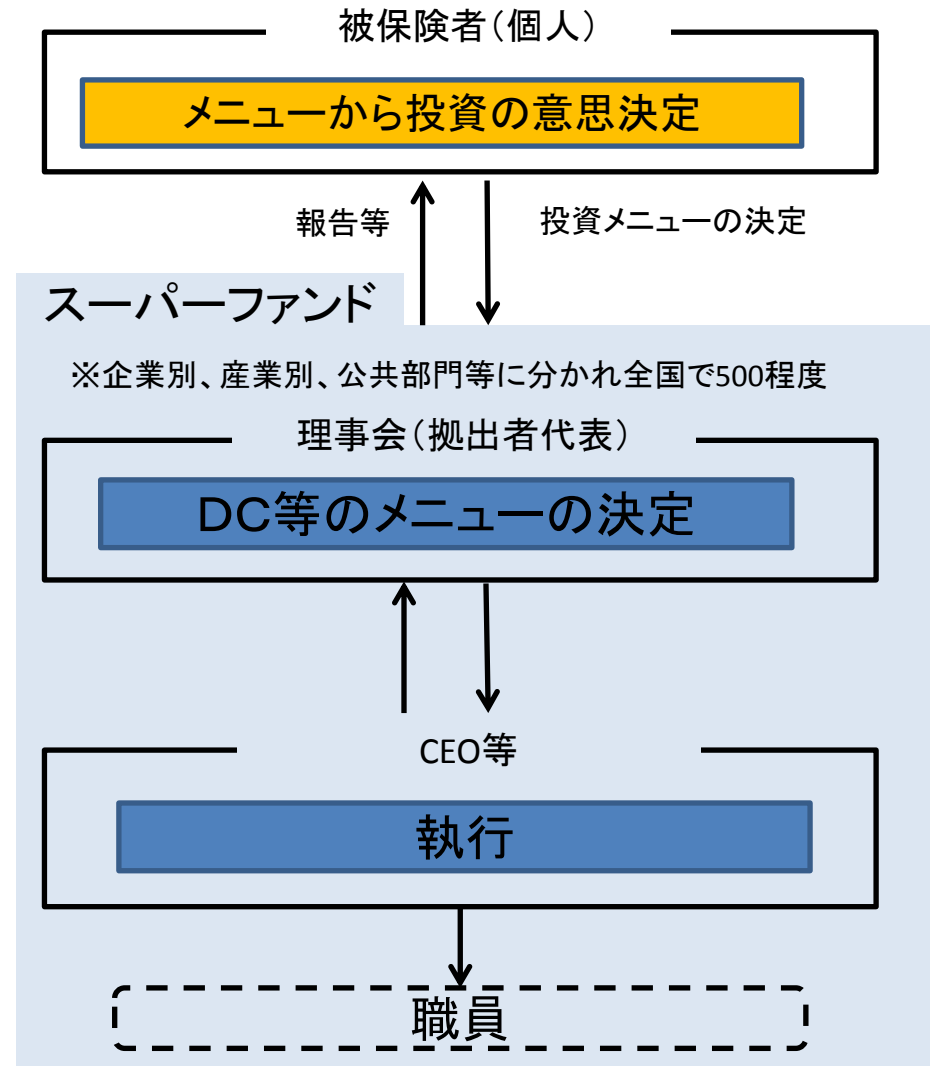 被保険者（個人）
メニューから投資の意思決定
報告等
投資メニューの決定
スーパーファンド
※企業別、産業別、公共部門等に分かれ全国で500程度
理事会（拠出者代表）
DC等のメニューの決定
CEO等
執行
職員